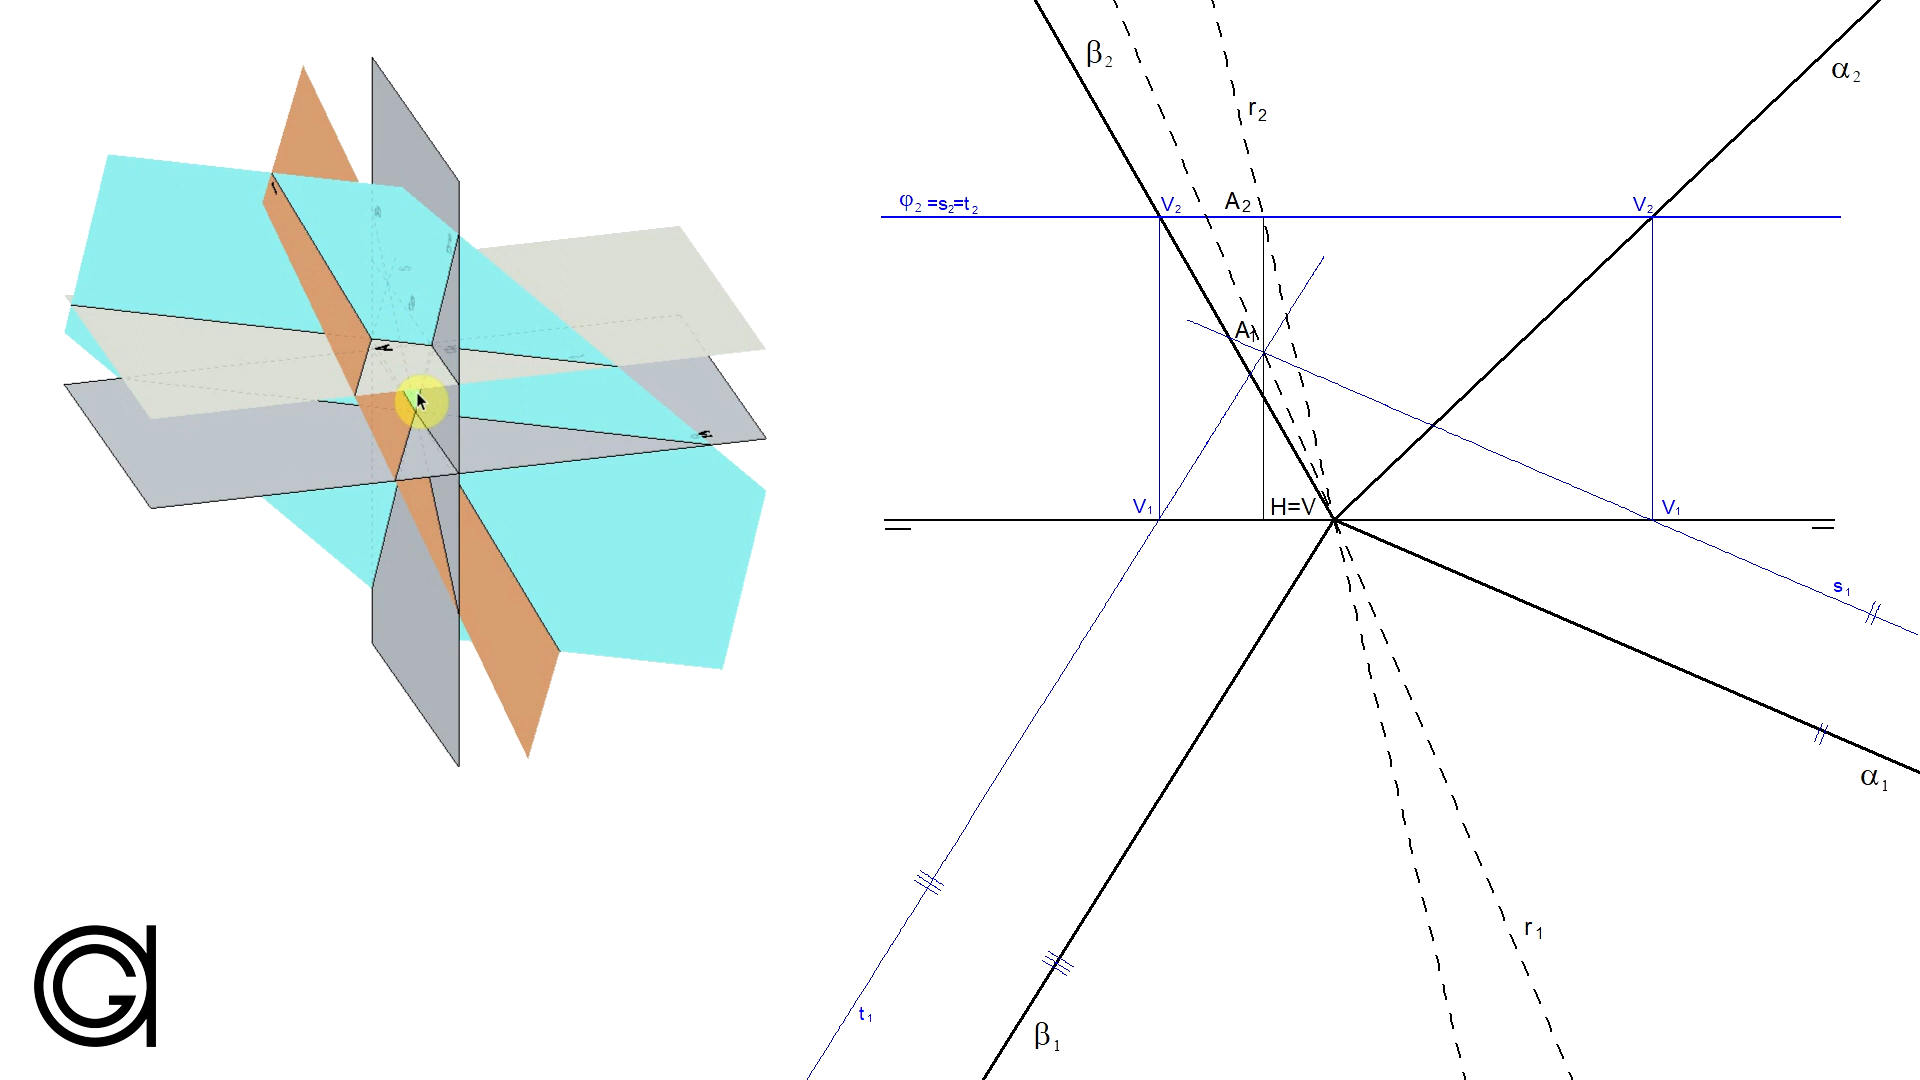 β₂
α₂
r₂
φ₂ =s₂=t₂
V₂
A₂
V₂
A₁
V₁
H=V
V₁
s₁
α₁
r₁
t₁
β₁
A